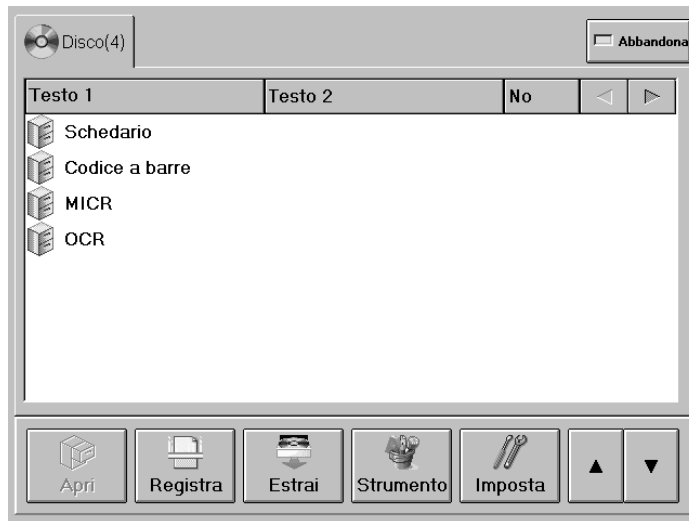 Disco(4)
Abbandona
Testo 1 Testo 2 No
Schedario
Codice a barre
MICR
OCR
Apri Registra Estrai Strumento Imposta